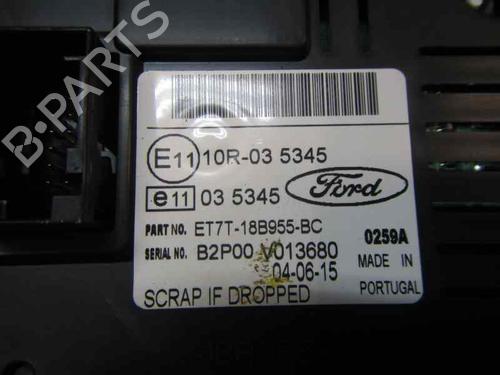 B-PARTS
E11 10R-03 5345
e11 03 5345
Ford
PART NO. ET7T-18B955-BC
SERIAL NO. B2P00 V013680
0259A
04-06-15
MADE IN
PORTUGAL
SCRAP IF DROPPED